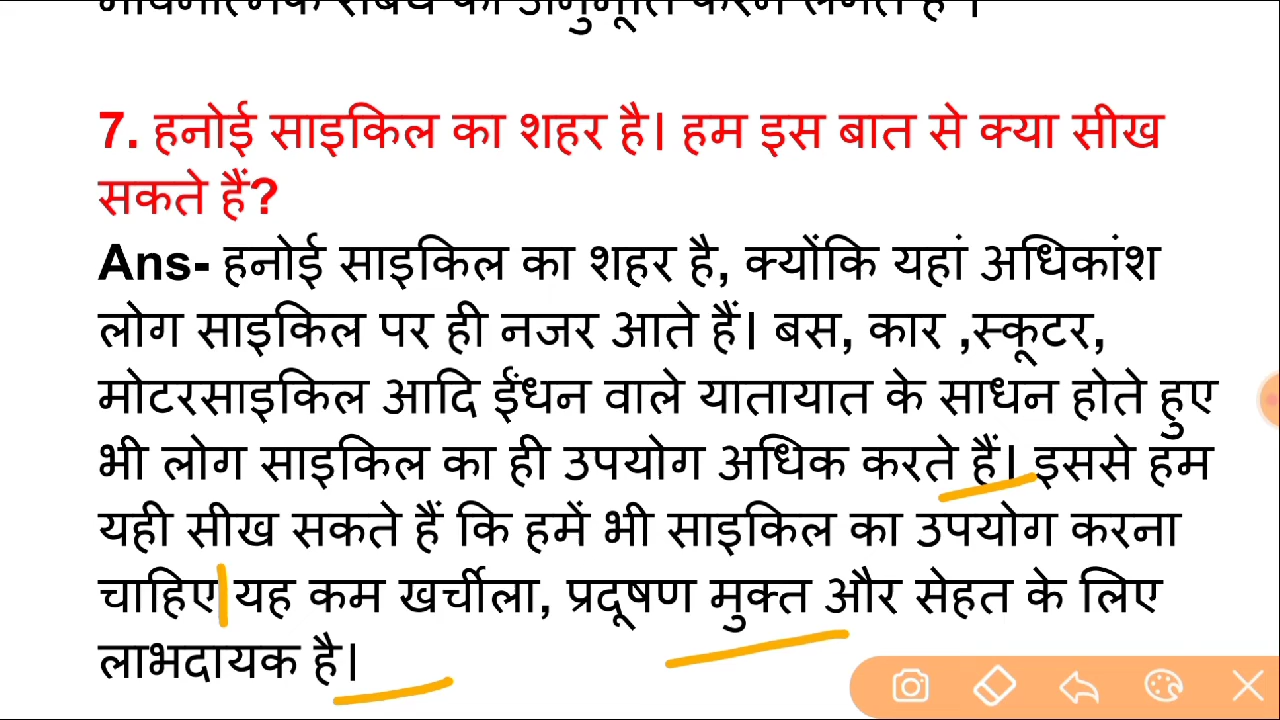 7. हनोई साइकिल का शहर है। हम इस बात से क्या सीख
सकते हैं?
Ans- हनोई साइकिल का शहर है, क्योंकि यहां अधिकांश
लोग साइकिल पर ही नजर आते हैं। बस, कार ,स्कूटर,
मोटरसाइकिल आदि ईंधन वाले यातायात के साधन होते हुए
भी लोग साइकिल का ही उपयोग अधिक करते हैं। इससे हम
यही सीख सकते हैं कि हमें भी साइकिल का उपयोग करना
चाहिए| यह कम खर्चीला, प्रदूषण मुक्त और सेहत के लिए
लाभदायक है।